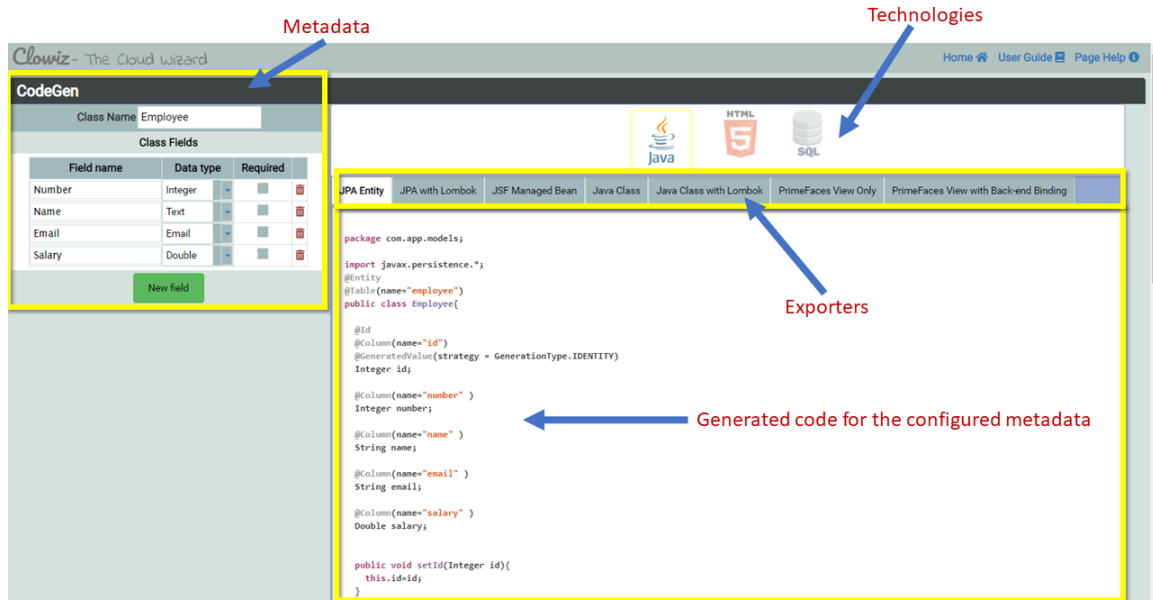 Metadata
Technologies
Clowiz - The Cloud Wizard
Home User Guide Page Help
CodeGen
Class Name Employee
Class Fields
Field name Data type Required
Number Integer
Name Text
Email Email
Salary Double
New field
Java
HTML
5
SQL
JPA Entity JPA with Lombok JSF Managed Bean Java Class Java Class with Lombok PrimeFaces View Only PrimeFaces View with Back-end Binding
Exporters
package com.app.models;
import javax.persistence.*;
@Entity
@Table(name="employee")
public class Employee{
@Id
@Column(name="id")
@GeneratedValue(strategy = GenerationType.IDENTITY)
Integer id;
@Column(name="number" )
Integer number;
Generated code for the configured metadata
@Column(name="name" )
String name;
@Column(name="email" )
String email;
@Column(name="salary" )
Double salary;
public void setId(Integer id){
this.id=id;
}